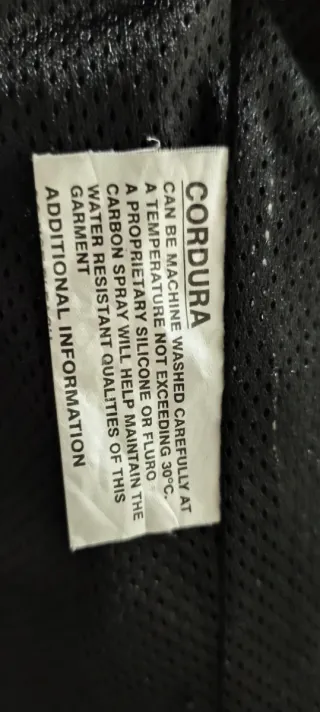 CORDURA
CAN BE MACHINE WASHED CAREFULLY AT
A TEMPERATURE NOT EXCEEDING 30°C.
A PROPRIETARY SILICONE OR FLURO
CARBON SPRAY WILL HELP MAINTAIN THE
WATER RESISTANT QUALITIES OF THIS
GARMENT
ADDITIONAL INFORMATION